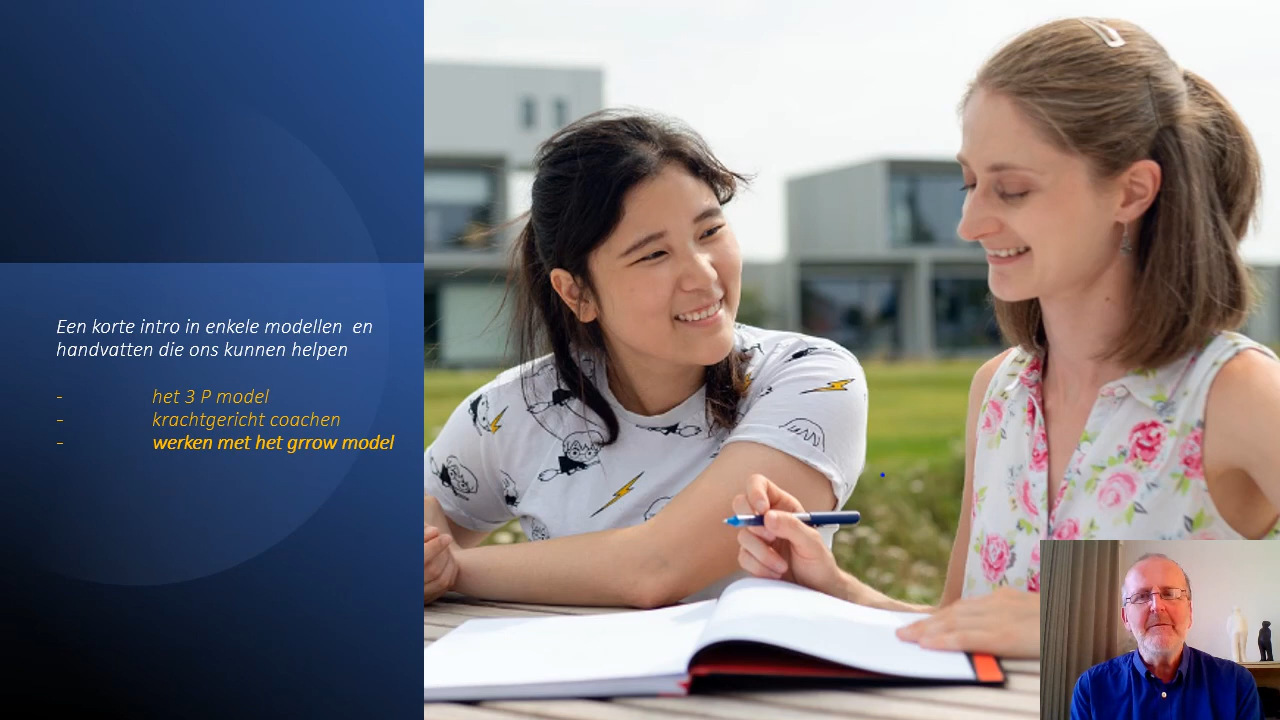 Een korte intro in enkele modellen en
handvatten die ons kunnen helpen
- het 3 P model
- krachtgericht coachen
- werken met het grrow model